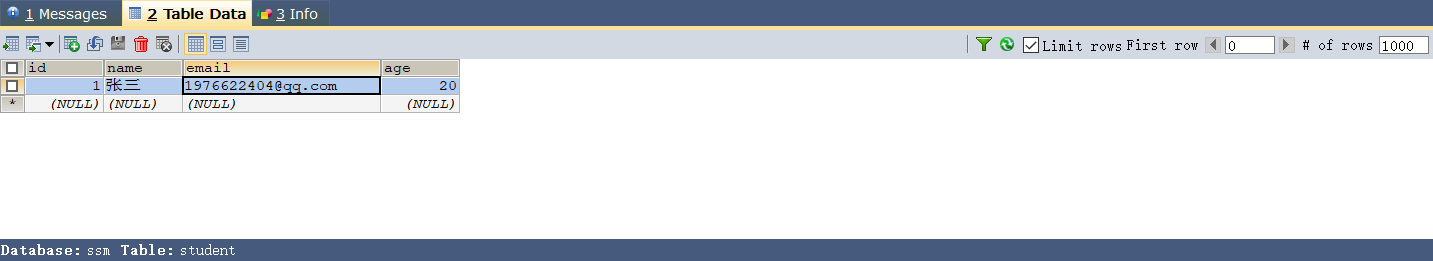 1 Messages 2 Table Data 3 Info
Limit rows First row 0 # of rows 1000
id name email age
1 张三 1976622404@qq.com 20
* (NULL) (NULL) (NULL) (NULL)
Database: ssm Table: student